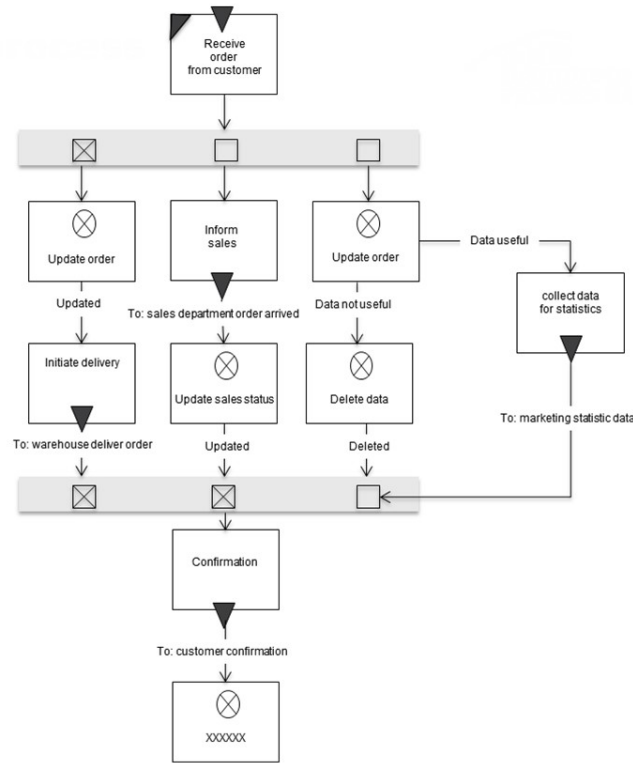 Receive
order
from customer
Update order
Inform
sales
Update order
Data useful
collect data
for statistics
Updated
To: sales department order arrived
Data not useful
Initiate delivery
Update sales status
Delete data
To: marketing statistic data
To: warehouse deliver order
Updated
Deleted
Confirmation
To: customer confirmation
XXXXXX